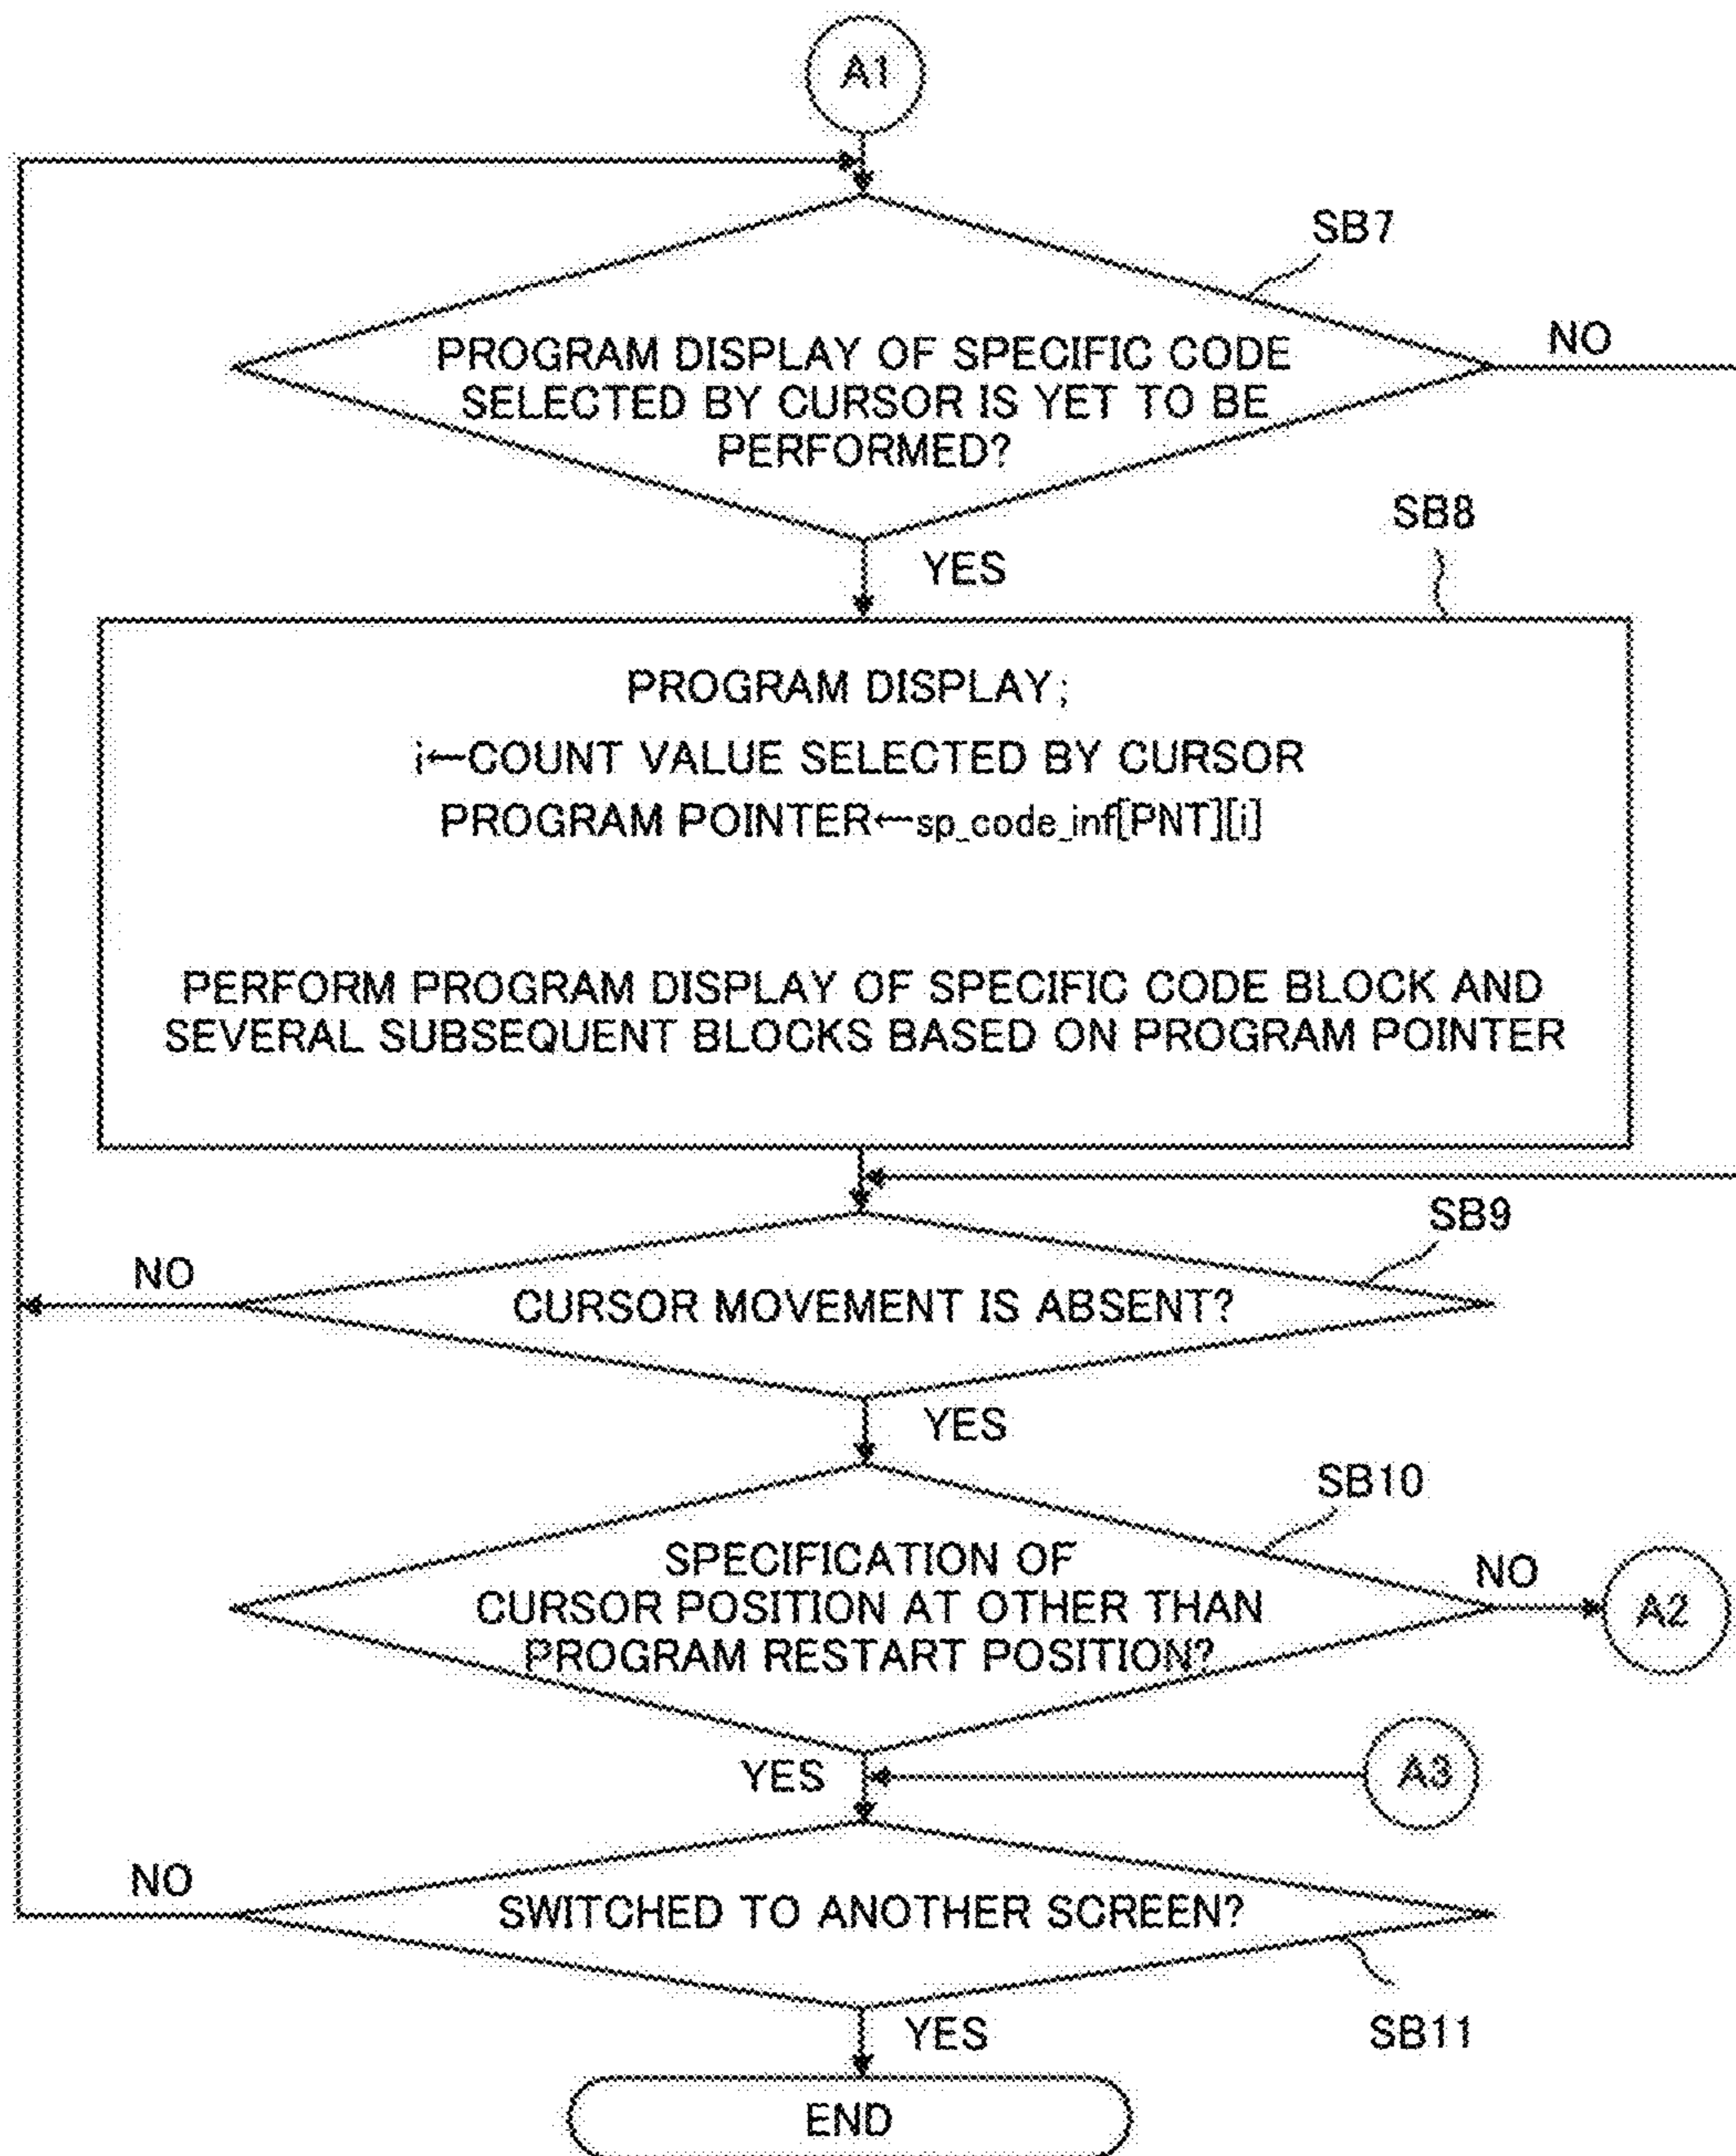 A1
SB7
PROGRAM DISPLAY OF SPECIFIC CODE
SELECTED BY CURSOR IS YET TO BE
PERFORMED?
NO
YES
SB8
PROGRAM DISPLAY;
i←COUNT VALUE SELECTED BY CURSOR
PROGRAM POINTER←sp_code_inf[PNT][i]
PERFORM PROGRAM DISPLAY OF SPECIFIC CODE BLOCK AND
SEVERAL SUBSEQUENT BLOCKS BASED ON PROGRAM POINTER
SB9
NO
CURSOR MOVEMENT IS ABSENT?
YES
SB10
SPECIFICATION OF
CURSOR POSITION AT OTHER THAN
PROGRAM RESTART POSITION?
NO
A2
YES
A3
NO
SWITCHED TO ANOTHER SCREEN?
YES
SB11
END